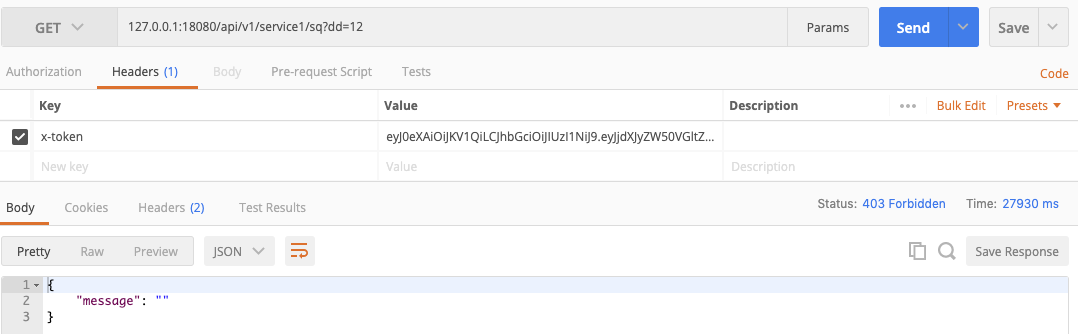 GET 127.0.0.1:18080/api/v1/service1/sq?dd=12 Params Send Save
Authorization Headers (1) Body Pre-request Script Tests Code
Key Value Description ••• Bulk Edit Presets
x-token eyJ0eXAiOiJKV1QiLCJhbGciOiJIUzI1NiJ9.eyJjdXJyZW50VGltZ...
New key Value Description
Body Cookies Headers (2) Test Results Status: 403 Forbidden Time: 27930 ms
Pretty Raw Preview JSON Save Response
1 {
2 "message": ""
3 }